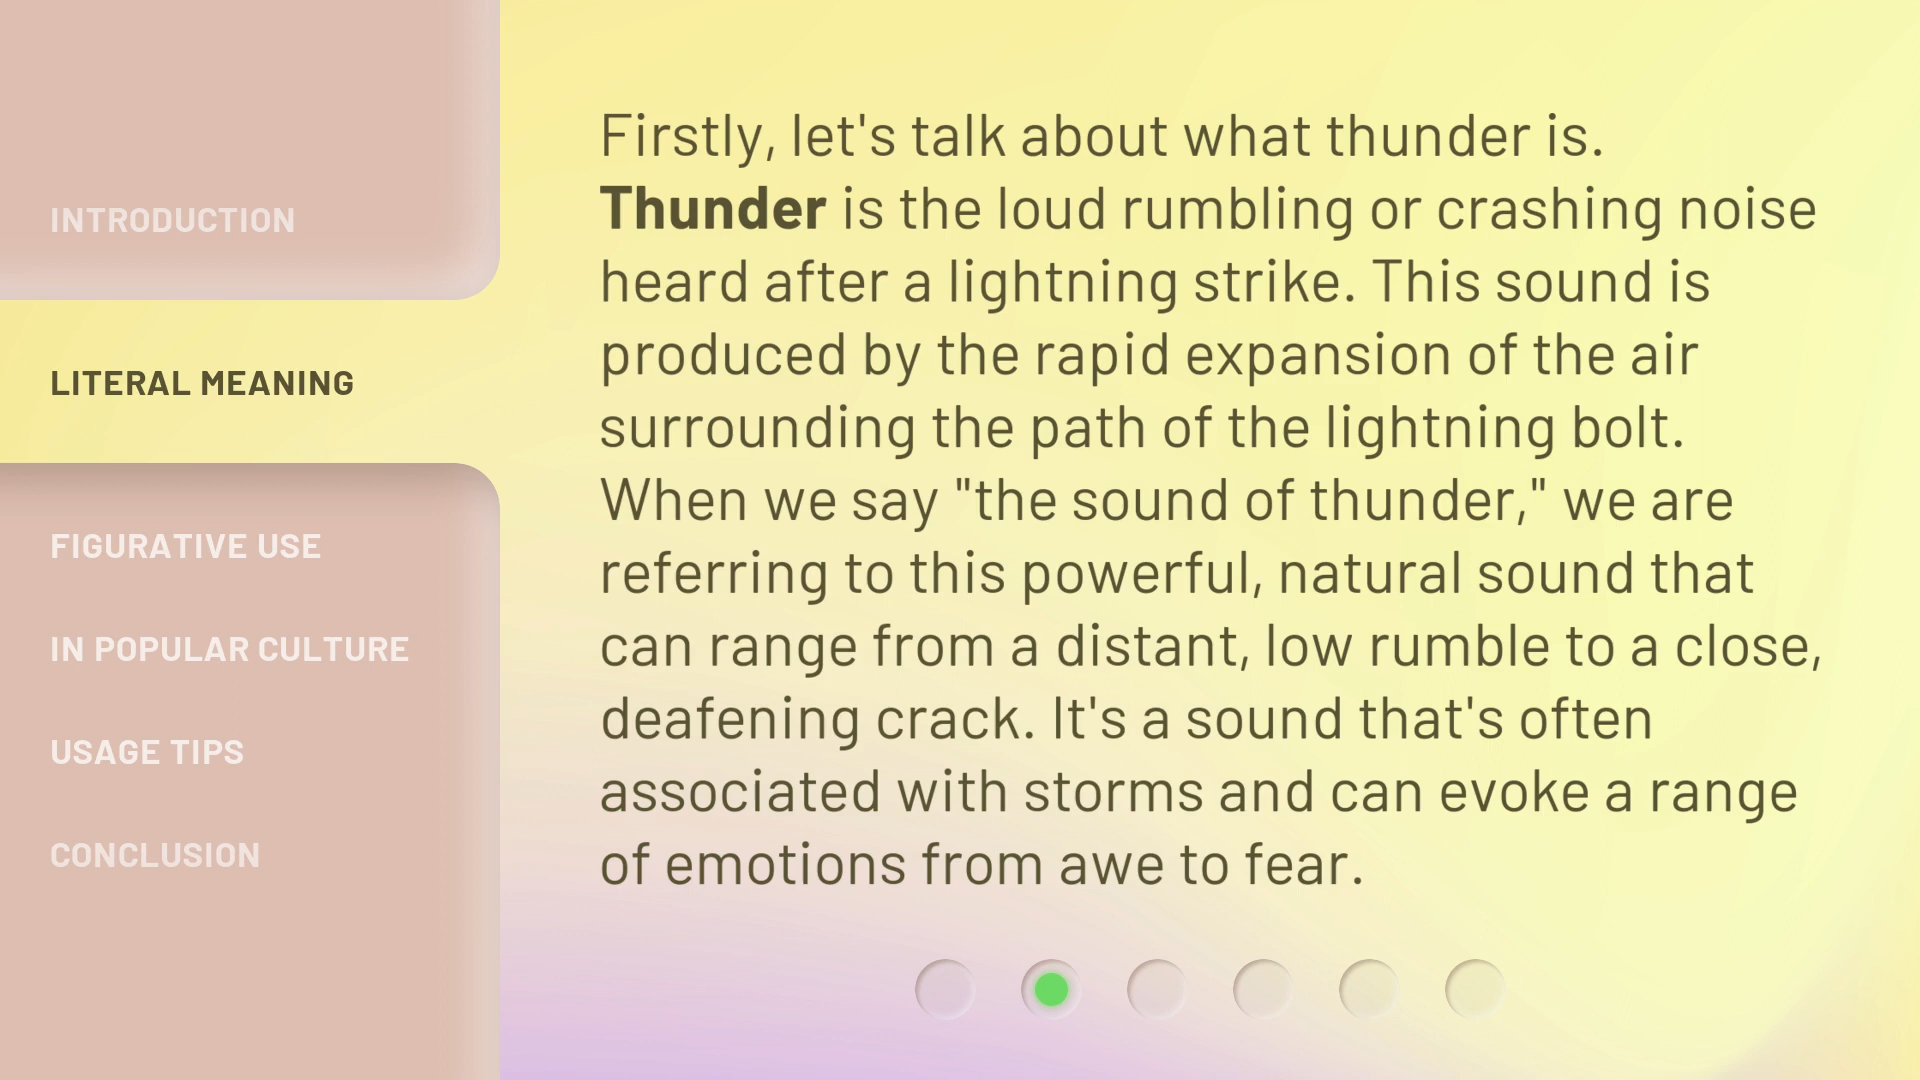 INTRODUCTION
LITERAL MEANING
FIGURATIVE USE
IN POPULAR CULTURE
USAGE TIPS
CONCLUSION
Firstly, let's talk about what thunder is.
Thunder is the loud rumbling or crashing noise
heard after a lightning strike. This sound is
produced by the rapid expansion of the air
surrounding the path of the lightning bolt.
When we say "the sound of thunder," we are
referring to this powerful, natural sound that
can range from a distant, low rumble to a close,
deafening crack. It's a sound that's often
associated with storms and can evoke a range
of emotions from awe to fear.